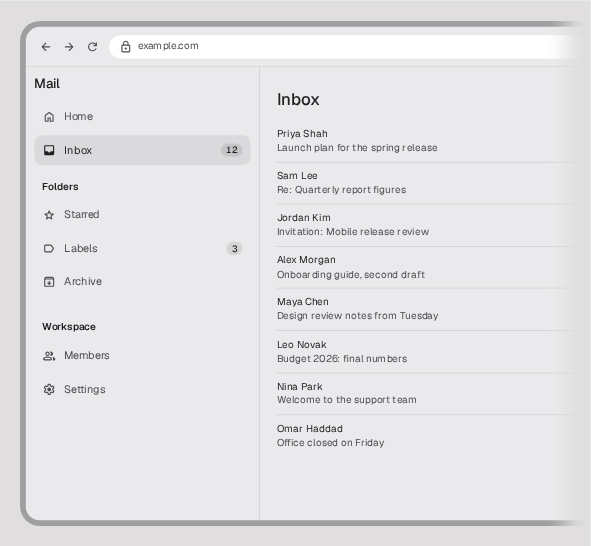 example.com
Mail
Home
Inbox 12
Folders
Starred
Labels 3
Archive
Workspace
Members
Settings
Inbox
Priya Shah
Launch plan for the spring release
Sam Lee
Re: Quarterly report figures
Jordan Kim
Invitation: Mobile release review
Alex Morgan
Onboarding guide, second draft
Maya Chen
Design review notes from Tuesday
Leo Novak
Budget 2026: final numbers
Nina Park
Welcome to the support team
Omar Haddad
Office closed on Friday